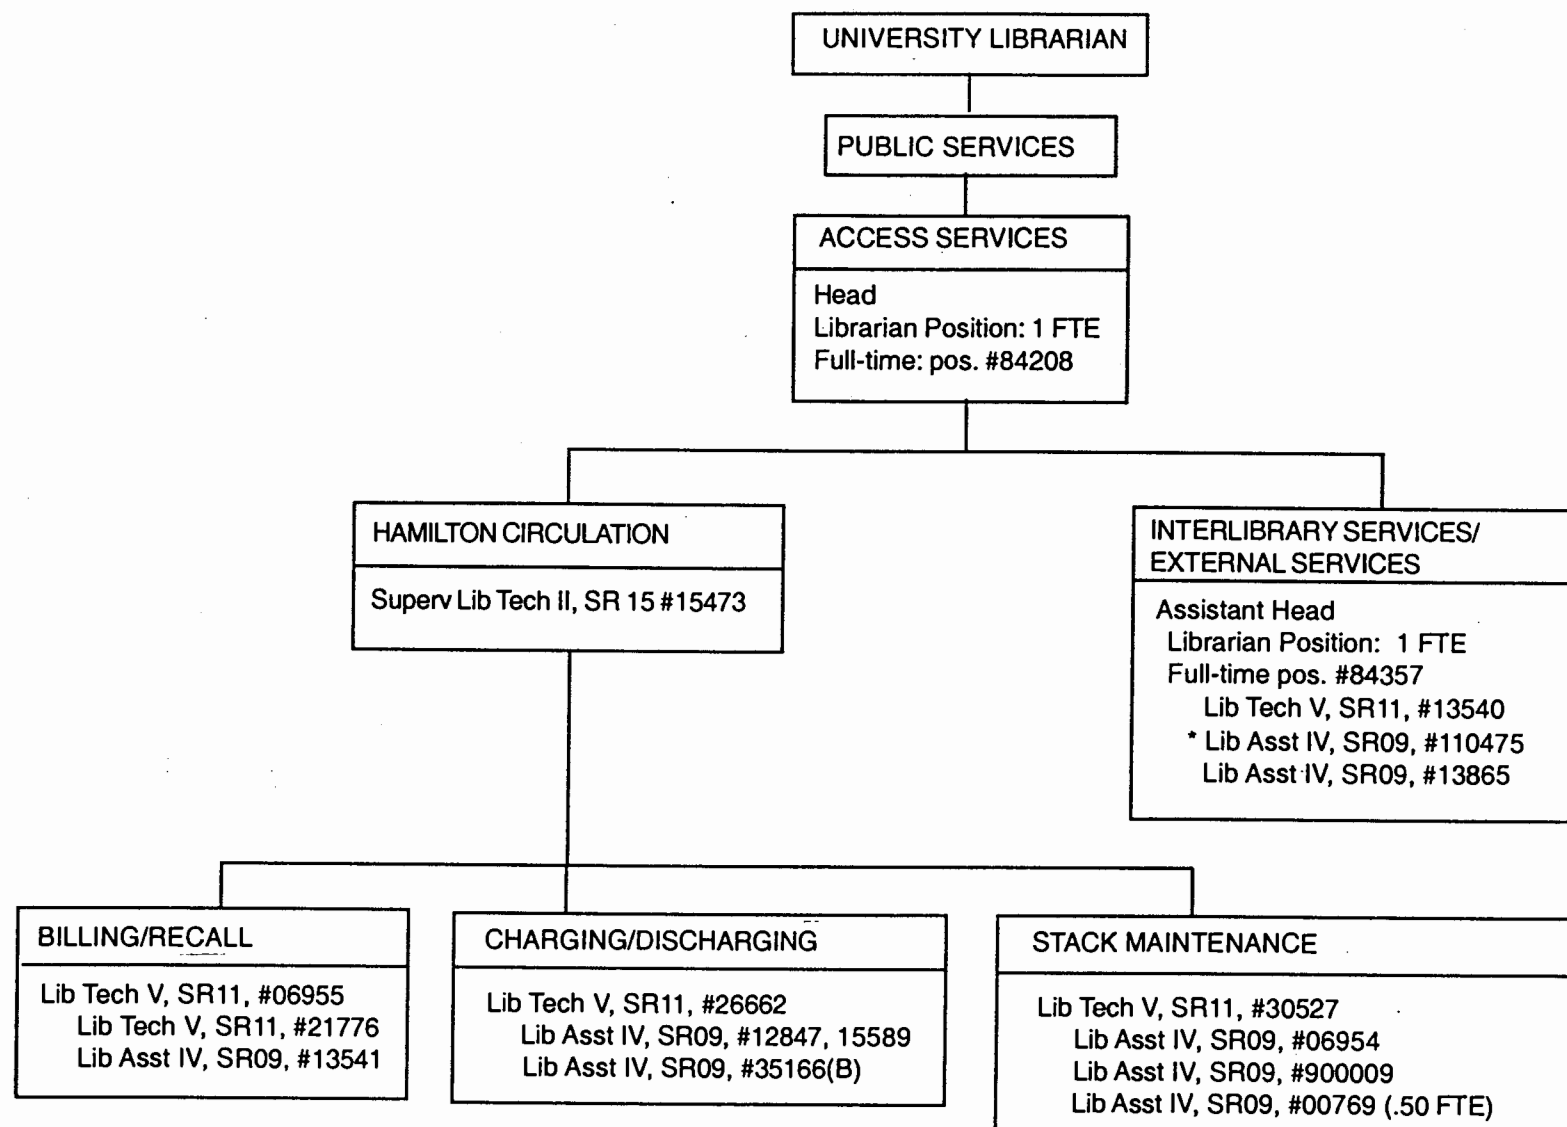 UNIVERSITY LIBRARIAN
PUBLIC SERVICES
ACCESS SERVICES
Head
Librarian Position: 1 FTE
Full-time: pos. #84208
HAMILTON CIRCULATION
Superv Lib Tech II, SR 15 #15473
INTERLIBRARY SERVICES/
EXTERNAL SERVICES
Assistant Head
Librarian Position: 1 FTE
Full-time pos. #84357
Lib Tech V, SR11, #13540
* Lib Asst IV, SR09, #110475
Lib Asst IV, SR09, #13865
BILLING/RECALL
Lib Tech V, SR11, #06955
Lib Tech V, SR11, #21776
Lib Asst IV, SR09, #13541
CHARGING/DISCHARGING
Lib Tech V, SR11, #26662
Lib Asst IV, SR09, #12847, 15589
Lib Asst IV, SR09, #35166(B)
STACK MAINTENANCE
Lib Tech V, SR11, #30527
Lib Asst IV, SR09, #06954
Lib Asst IV, SR09, #900009
Lib Asst IV, SR09, #00769 (.50 FTE)